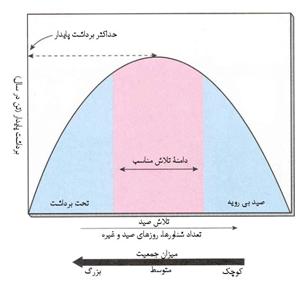 حداکثر برداشت پایدار
برداشت پایدار (تن در سال)
دامنهٔ تلاش مناسب
صید بی رویه
تحت برداشت
تلاش صید
تعداد شناورها، روزهای صید و غیره
میزان جمعیت
کوچک
متوسط
بزرگ